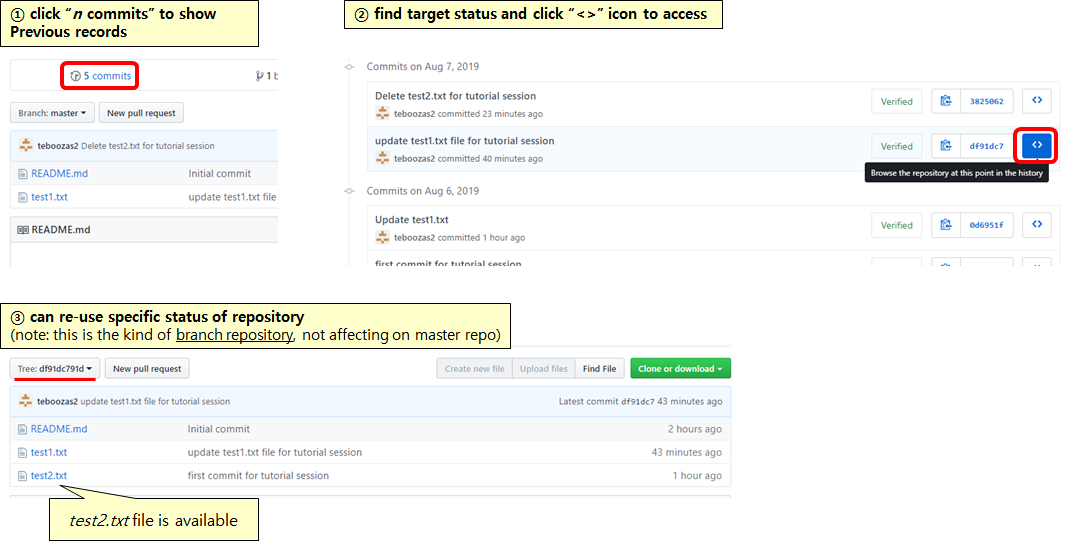 ① click “n commits” to show
Previous records
② find target status and click “<>” icon to access
5 commits
1 b
Branch: master
New pull request
teboozas2 Delete test2.txt for tutorial session
README.md Initial commit
test1.txt update test1.txt file
README.md
Commits on Aug 7, 2019
Delete test2.txt for tutorial session
teboozas2 committed 23 minutes ago
Verified
3825062
<>
update test1.txt file for tutorial session
teboozas2 committed 40 minutes ago
Verified
df91dc7
<>
Browse the repository at this point in the history
Commits on Aug 6, 2019
Update test1.txt
teboozas2 committed 1 hour ago
Verified
0d6951f
<>
first commit for tutorial session
③ can re-use specific status of repository
(note: this is the kind of branch repository, not affecting on master repo)
Tree: df91dc791d
New pull request
Create new file
Upload files
Find File
Clone or download
teboozas2 update test1.txt file for tutorial session
Latest commit df91dc7 43 minutes ago
README.md Initial commit 2 hours ago
test1.txt update test1.txt file for tutorial session 43 minutes ago
test2.txt first commit for tutorial session 1 hour ago
test2.txt file is available